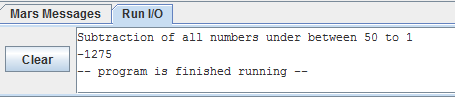 Mars Messages Run I/O
Subtraction of all numbers under between 50 to 1
-1275
Clear
-- program is finished running --